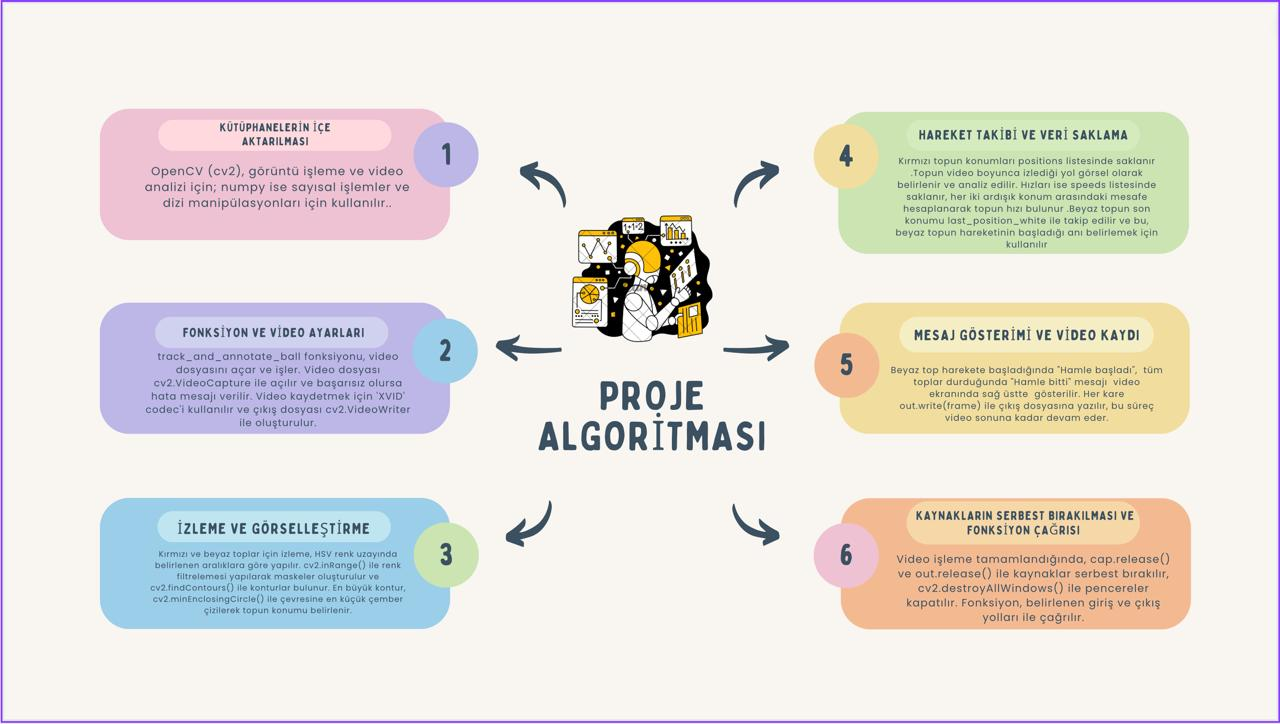 KÜTÜPHANELERİN İÇE
AKTARILMASI
1
OpenCV (cv2), görüntü işleme ve video
analizi için; numpy ise sayısal işlemler ve
dizi manipülasyonları için kullanılır..
FONKSİYON VE VİDEO AYARLARI
2
track_and_annotate_ball fonksiyonu, video
dosyasını açar ve işler. Video dosyası
cv2.VideoCapture ile açılır ve başarısız olursa
hata mesajı verilir. Video kaydetmek için 'XVID'
codec'i kullanılır ve çıkış dosyası cv2.VideoWriter
ile oluşturulur.
İZLEME VE GÖRSELLEŞTİRME
3
Kırmızı ve beyaz toplar için izleme, HSV renk uzayında
belirlenen aralıklara göre yapılır. cv2.inRange() ile renk
filtrelemesi yapılarak maskeler oluşturulur ve
cv2.findContours() ile konturlar bulunur. En büyük kontur,
cv2.minEnclosingCircle() ile çevresine en küçük çember
çizilerek topun konumu belirlenir.
1+1=2
PROJE
ALGORİTMASI
HAREKET TAKİBİ VE VERİ SAKLAMA
4
Kırmızı topun konumları positions listesinde saklanır
.Topun video boyunca izlediği yol görsel olarak
belirlenir ve analiz edilir. Hızları ise speeds listesinde
saklanır, her iki ardışık konum arasındaki mesafe
hesaplanarak topun hızı bulunur .Beyaz topun son
konumu last_position_white ile takip edilir ve bu,
beyaz topun hareketinin başladığı anı belirlemek için
kullanılır
MESAJ GÖSTERİMİ VE VİDEO KAYDI
5
Beyaz top harekete başladığında "Hamle başladı", tüm
toplar durduğunda "Hamle bitti" mesajı video
ekranında sağ üstte gösterilir. Her kare
out.write(frame) ile çıkış dosyasına yazılır, bu süreç
video sonuna kadar devam eder.
KAYNAKLARIN SERBEST BIRAKILMASI VE
FONKSİYON ÇAĞRISI
6
Video işleme tamamlandığında, cap.release()
ve out.release() ile kaynaklar serbest bırakılır,
cv2.destroyAllWindows() ile pencereler
kapatılır. Fonksiyon, belirlenen giriş ve çıkış
yolları ile çağrılır.